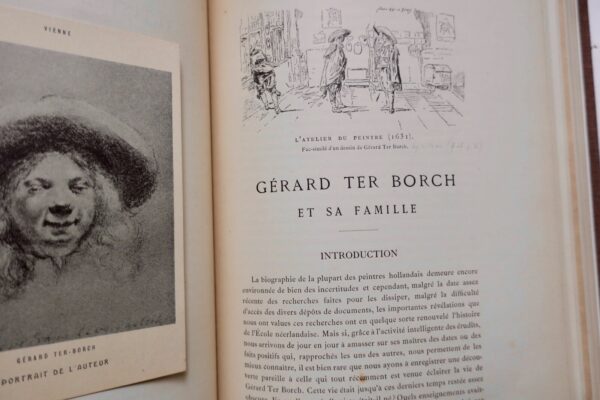 VIENNE
GÉRARD TER-BORCH
PORTRAIT DE L'AUTEUR
L'ATELIER DU PEINTRE (1631).
Fac-similé d'un dessin de Gérard Ter Borch.
GÉRARD TER BORCH
ET SA FAMILLE
INTRODUCTION
La biographie de la plupart des peintres hollandais demeure encore
environnée de bien des incertitudes et cependant, malgré la date assez
récente des recherches faites pour les dissiper, malgré la difficulté
d'accès des divers dépôts de documents, les importantes révélations que
nous ont values ces recherches ont en quelque sorte renouvelé l'histoire
de l'École néerlandaise. Mais si, grâce à l'activité intelligente des érudits,
nous arrivons de jour en jour à amasser sur ses maîtres des dates ou des
faits positifs qui, rapprochés les uns des autres, nous permettent de les
mieux connaître, il est bien rare que nous ayons à enregistrer une décou-
verte pareille à celle qui tout récemment est venue éclairer la vie de
Gérard Ter Borch. Cette vie était jusqu'à ces derniers temps restée assez
Quels enseignements avait-